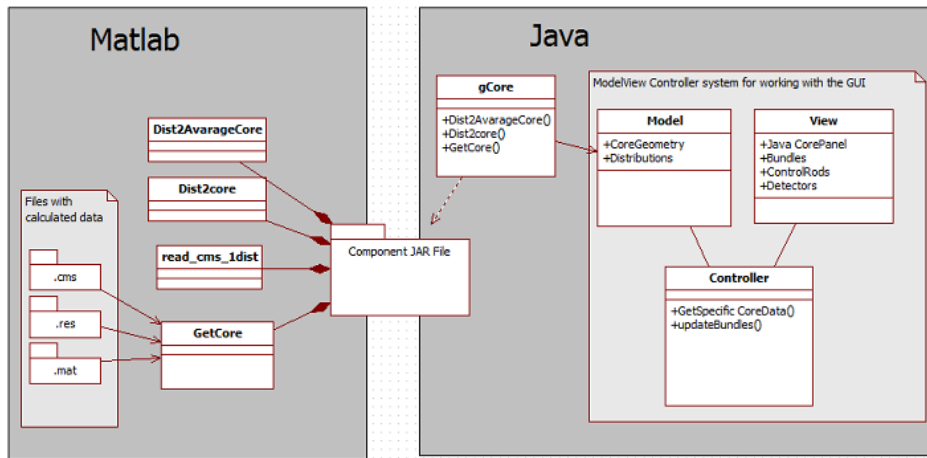 Matlab
Dist2AvarageCore
Dist2core
Files with
calculated data
.cms
.res
.mat
read_cms_1dist
GetCore
Component JAR File
Java
gCore
+Dist2AvarageCore()
+Dist2core()
+GetCore()
ModelView Controller system for working with the GUI
Model
+CoreGeometry
+Distributions
View
+Java CorePanel
+Bundles
+ControlRods
+Detectors
Controller
+GetSpecific CoreData()
+updateBundles()